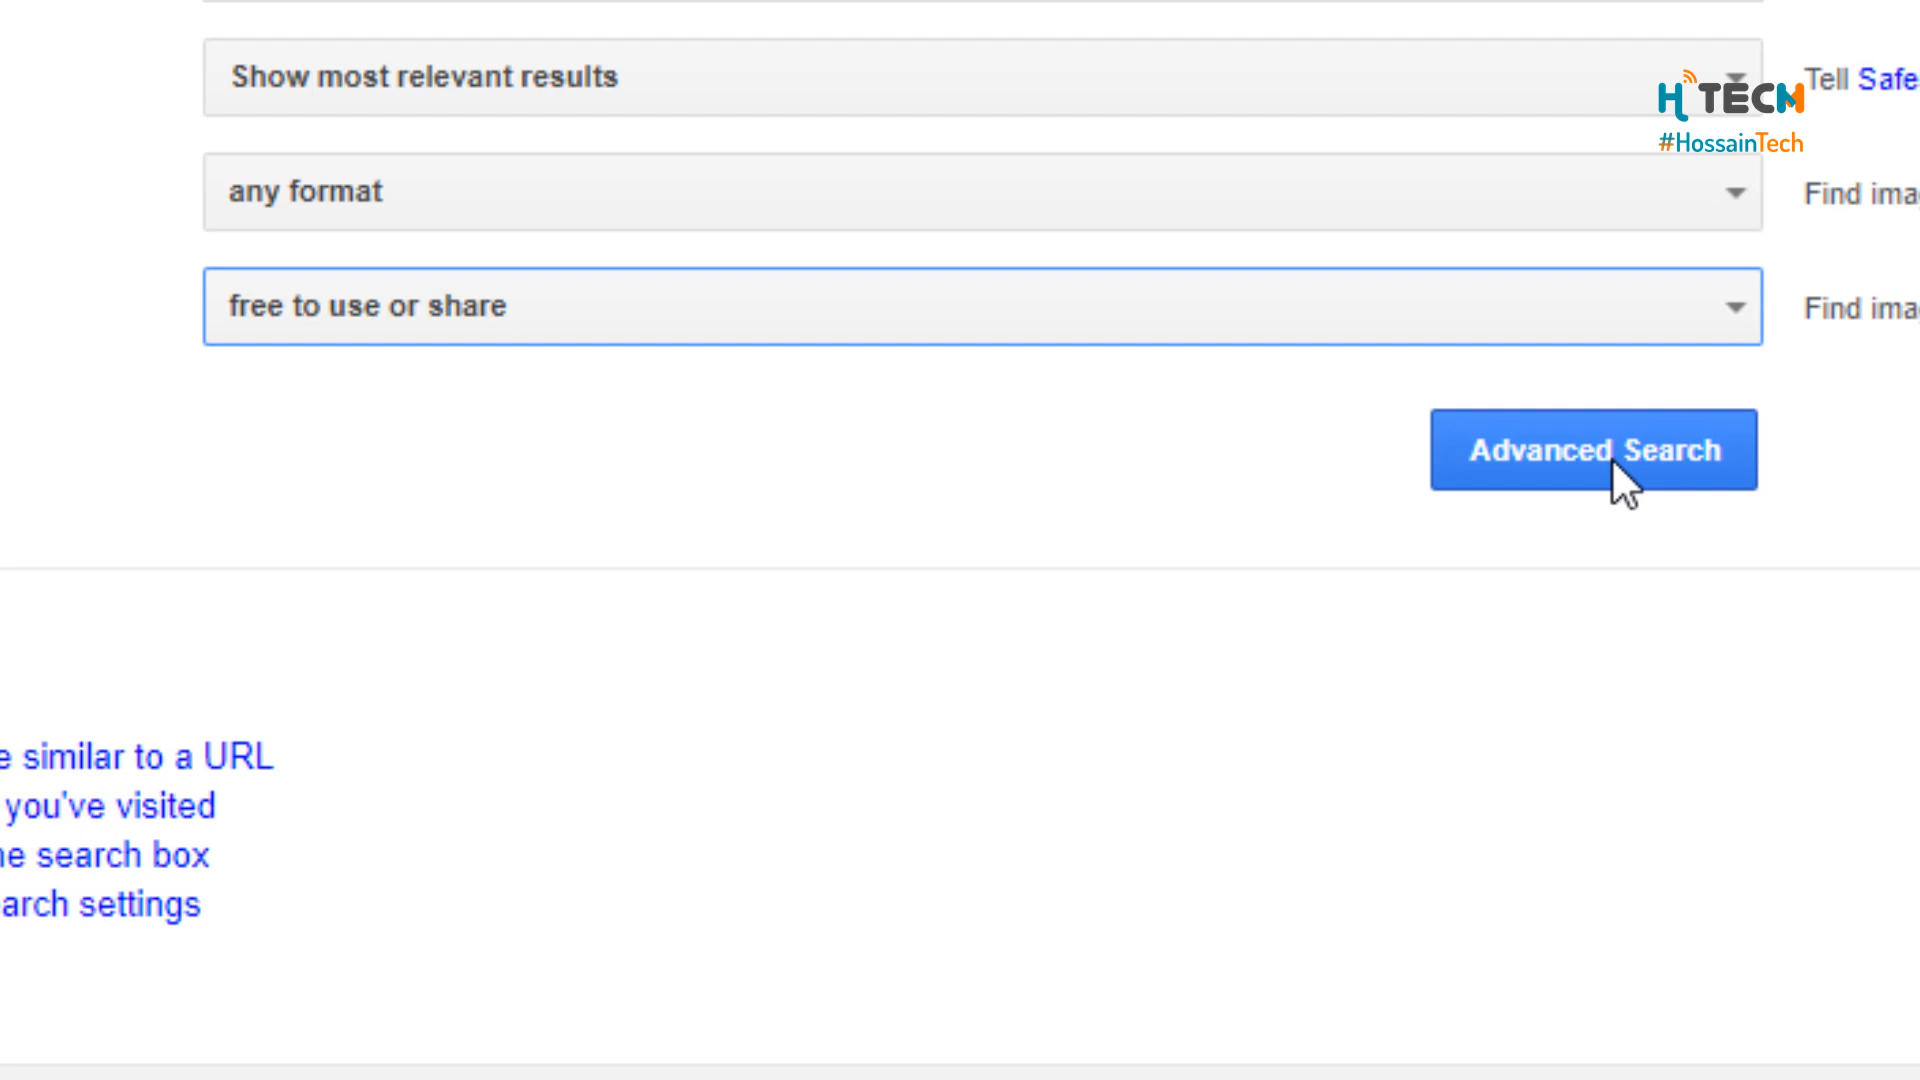 Show most relevant results
Tell Safe
H TECH
#HossainTech
any format
Find ima
free to use or share
Find ima
Advanced Search
e similar to a URL
you've visited
he search box
arch settings